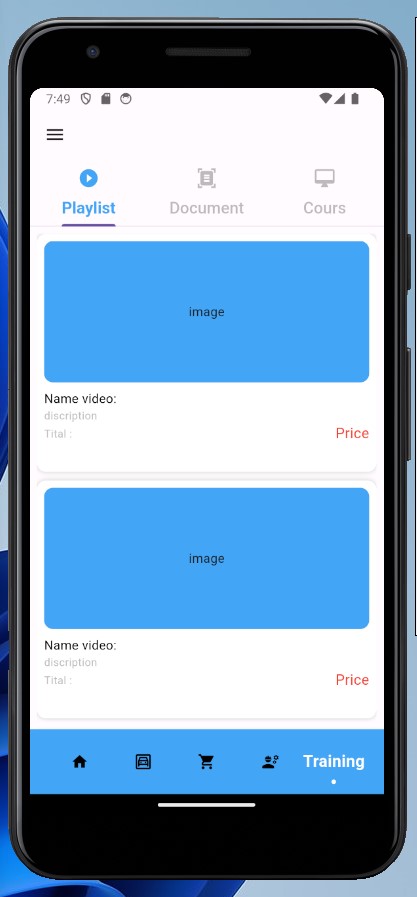 7:49
Playlist Document Cours
image
Name video:
discription
Tital :
Price
image
Name video:
discription
Tital :
Price
Training